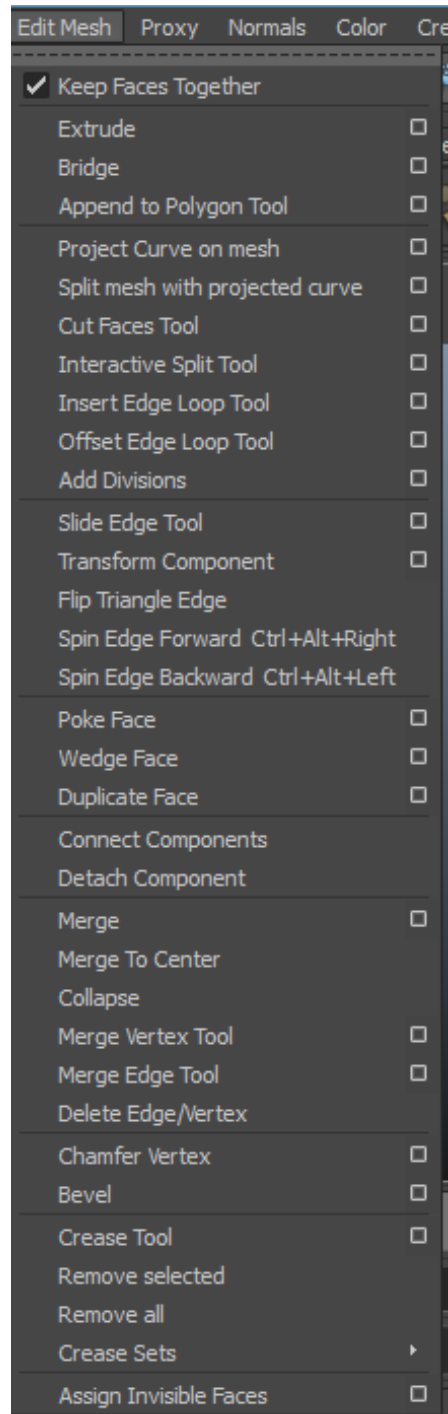 Edit Mesh Proxy Normals Color Cre
Keep Faces Together
Extrude
Bridge
Append to Polygon Tool
Project Curve on mesh
Split mesh with projected curve
Cut Faces Tool
Interactive Split Tool
Insert Edge Loop Tool
Offset Edge Loop Tool
Add Divisions
Slide Edge Tool
Transform Component
Flip Triangle Edge
Spin Edge Forward Ctrl+Alt+Right
Spin Edge Backward Ctrl+Alt+Left
Poke Face
Wedge Face
Duplicate Face
Connect Components
Detach Component
Merge
Merge To Center
Collapse
Merge Vertex Tool
Merge Edge Tool
Delete Edge/Vertex
Chamfer Vertex
Bevel
Crease Tool
Remove selected
Remove all
Crease Sets
Assign Invisible Faces